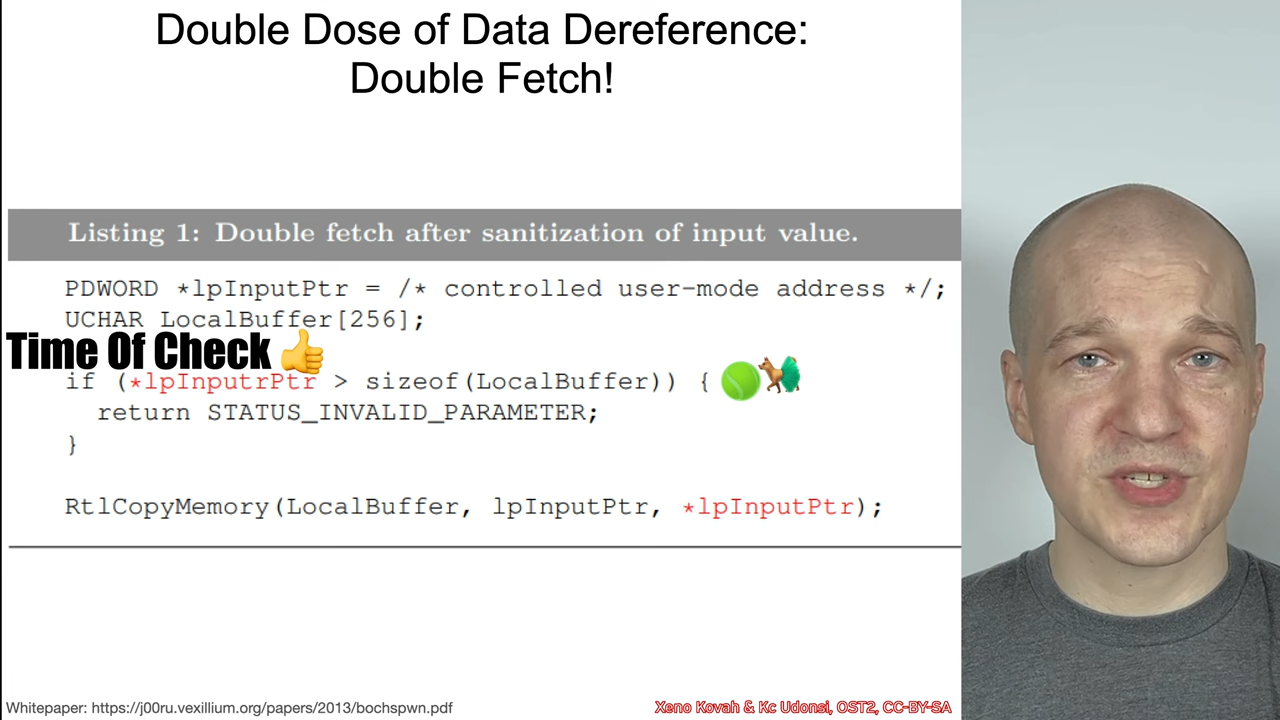 Double Dose of Data Dereference:
Double Fetch!
Listing 1: Double fetch after sanitization of input value.
PDWORD *lpInputPtr = /* controlled user-mode address */;
UCHAR LocalBuffer[256];
Time Of Check 👍
if (*lpInputrPtr > sizeof(LocalBuffer)) {
return STATUS_INVALID_PARAMETER;
}
RtlCopyMemory(LocalBuffer, lpInputPtr, *lpInputPtr);
Whitepaper: https://j00ru.vexillium.org/papers/2013/bochspwn.pdf
Xeno Kovah & Kc Udonsi, OST2, CC-BY-SA